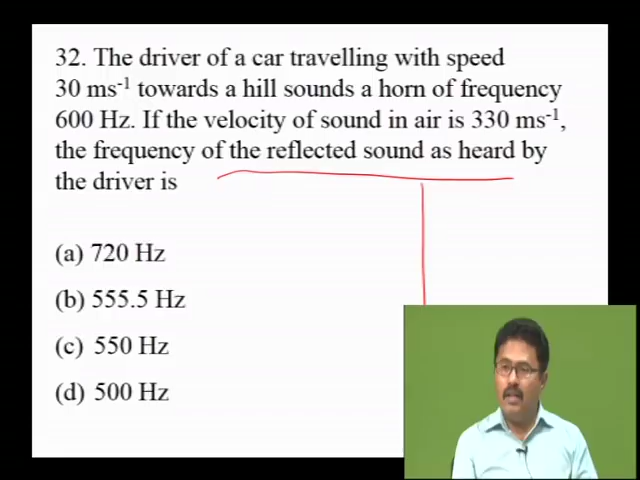 32. The driver of a car travelling with speed
30 ms⁻¹ towards a hill sounds a horn of frequency
600 Hz. If the velocity of sound in air is 330 ms⁻¹,
the frequency of the reflected sound as heard by
the driver is
(a) 720 Hz
(b) 555.5 Hz
(c) 550 Hz
(d) 500 Hz